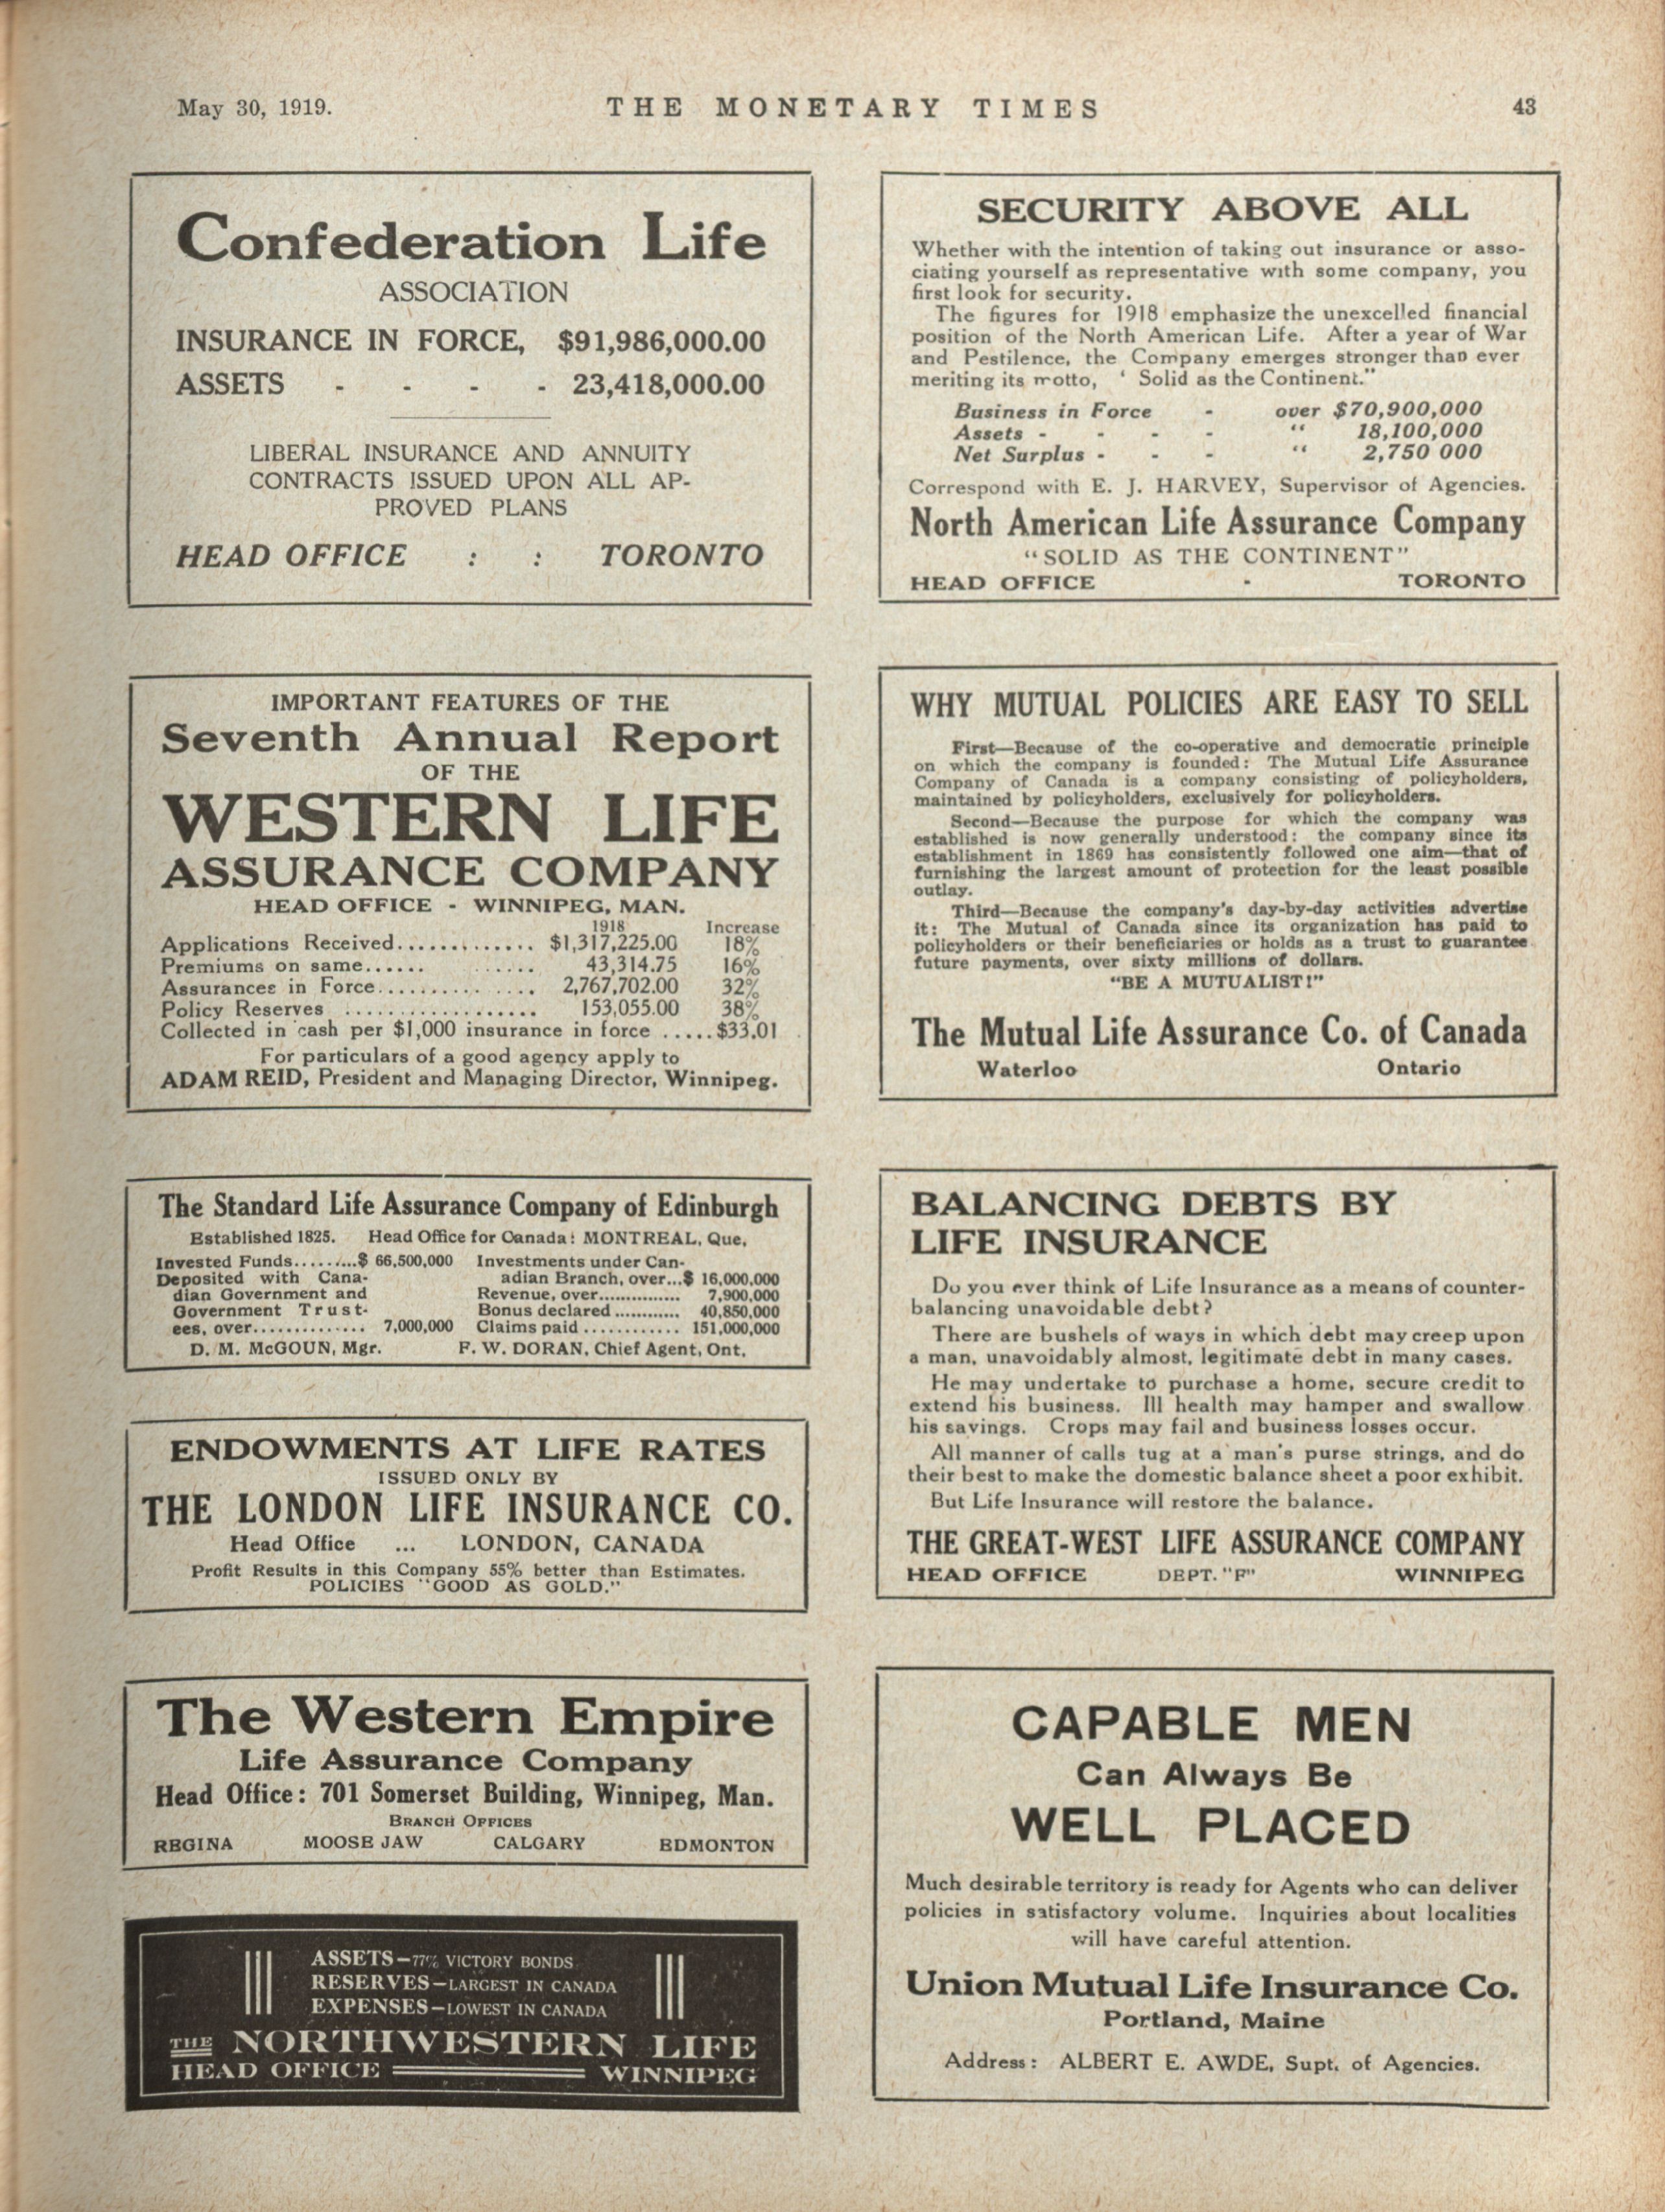 May 30, 1919.
THE MONETARY TIMES
43
Confederation Life
ASSOCIATION
INSURANCE IN FORCE, $91,986,000.00
ASSETS - - - - 23,418,000.00
LIBERAL INSURANCE AND ANNUITY
CONTRACTS ISSUED UPON ALL AP-
PROVED PLANS
HEAD OFFICE : : TORONTO
IMPORTANT FEATURES OF THE
Seventh Annual Report
OF THE
WESTERN LIFE
ASSURANCE COMPANY
HEAD OFFICE - WINNIPEG, MAN.
1918 Increase
Applications Received............. $1,317,225.00 18%
Premiums on same...... ...... 43,314.75 16%
Assurances in Force.......... .... 2,767,702.00 32%
Policy Reserves .................. 153,055.00 38%
Collected in cash per $1,000 insurance in force .....$33.01
For particulars of a good agency apply to
ADAM REID, President and Managing Director, Winnipeg.
The Standard Life Assurance Company of Edinburgh
Established 1825. Head Office for Canada: MONTREAL, Que.
Invested Funds.........$ 66,500,000
Deposited with Cana-
dian Government and
Government Trust-
ees, over.............. 7,000,000
Investments under Can-
adian Branch, over...$ 16,000,000
Revenue, over............... 7,900,000
Bonus declared ............ 40,850,000
Claims paid ............ 151,000,000
D. M. McGOUN, Mgr. F. W. DORAN, Chief Agent, Ont.
ENDOWMENTS AT LIFE RATES
ISSUED ONLY BY
THE LONDON LIFE INSURANCE CO.
Head Office ... LONDON, CANADA
Profit Results in this Company 55% better than Estimates.
POLICIES "GOOD AS GOLD."
The Western Empire
Life Assurance Company
Head Office: 701 Somerset Building, Winnipeg, Man.
BRANCH OFFICES
REGINA MOOSE JAW CALGARY EDMONTON
ASSETS—77% VICTORY BONDS
RESERVES—LARGEST IN CANADA
EXPENSES—LOWEST IN CANADA
THE NORTHWESTERN LIFE
HEAD OFFICE WINNIPEG
SECURITY ABOVE ALL
Whether with the intention of taking out insurance or asso-
ciating yourself as representative with some company, you
first look for security.
The figures for 1918 emphasize the unexcelled financial
position of the North American Life. After a year of War
and Pestilence, the Company emerges stronger than ever
meriting its motto, ' Solid as the Continent."
Business in Force - over $70,900,000
Assets - - - - " 18,100,000
Net Surplus - - - " 2,750 000
Correspond with E. J. HARVEY, Supervisor of Agencies.
North American Life Assurance Company
"SOLID AS THE CONTINENT"
HEAD OFFICE - TORONTO
WHY MUTUAL POLICIES ARE EASY TO SELL
First—Because of the co-operative and democratic principle
on which the company is founded: The Mutual Life Assurance
Company of Canada is a company consisting of policyholders,
maintained by policyholders, exclusively for policyholders.
Second—Because the purpose for which the company was
established is now generally understood: the company since its
establishment in 1869 has consistently followed one aim—that of
furnishing the largest amount of protection for the least possible
outlay.
Third—Because the company's day-by-day activities advertise
it: The Mutual of Canada since its organization has paid to
policyholders or their beneficiaries or holds as a trust to guarantee
future payments, over sixty millions of dollars.
"BE A MUTUALIST!"
The Mutual Life Assurance Co. of Canada
Waterloo Ontario
BALANCING DEBTS BY
LIFE INSURANCE
Do you ever think of Life Insurance as a means of counter-
balancing unavoidable debt?
There are bushels of ways in which debt may creep upon
a man, unavoidably almost, legitimate debt in many cases.
He may undertake to purchase a home, secure credit to
extend his business. Ill health may hamper and swallow
his savings. Crops may fail and business losses occur.
All manner of calls tug at a man's purse strings, and do
their best to make the domestic balance sheet a poor exhibit.
But Life Insurance will restore the balance.
THE GREAT-WEST LIFE ASSURANCE COMPANY
HEAD OFFICE DEPT. "F" WINNIPEG
CAPABLE MEN
Can Always Be
WELL PLACED
Much desirable territory is ready for Agents who can deliver
policies in satisfactory volume. Inquiries about localities
will have careful attention.
Union Mutual Life Insurance Co.
Portland, Maine
Address: ALBERT E. AWDE, Supt. of Agencies.